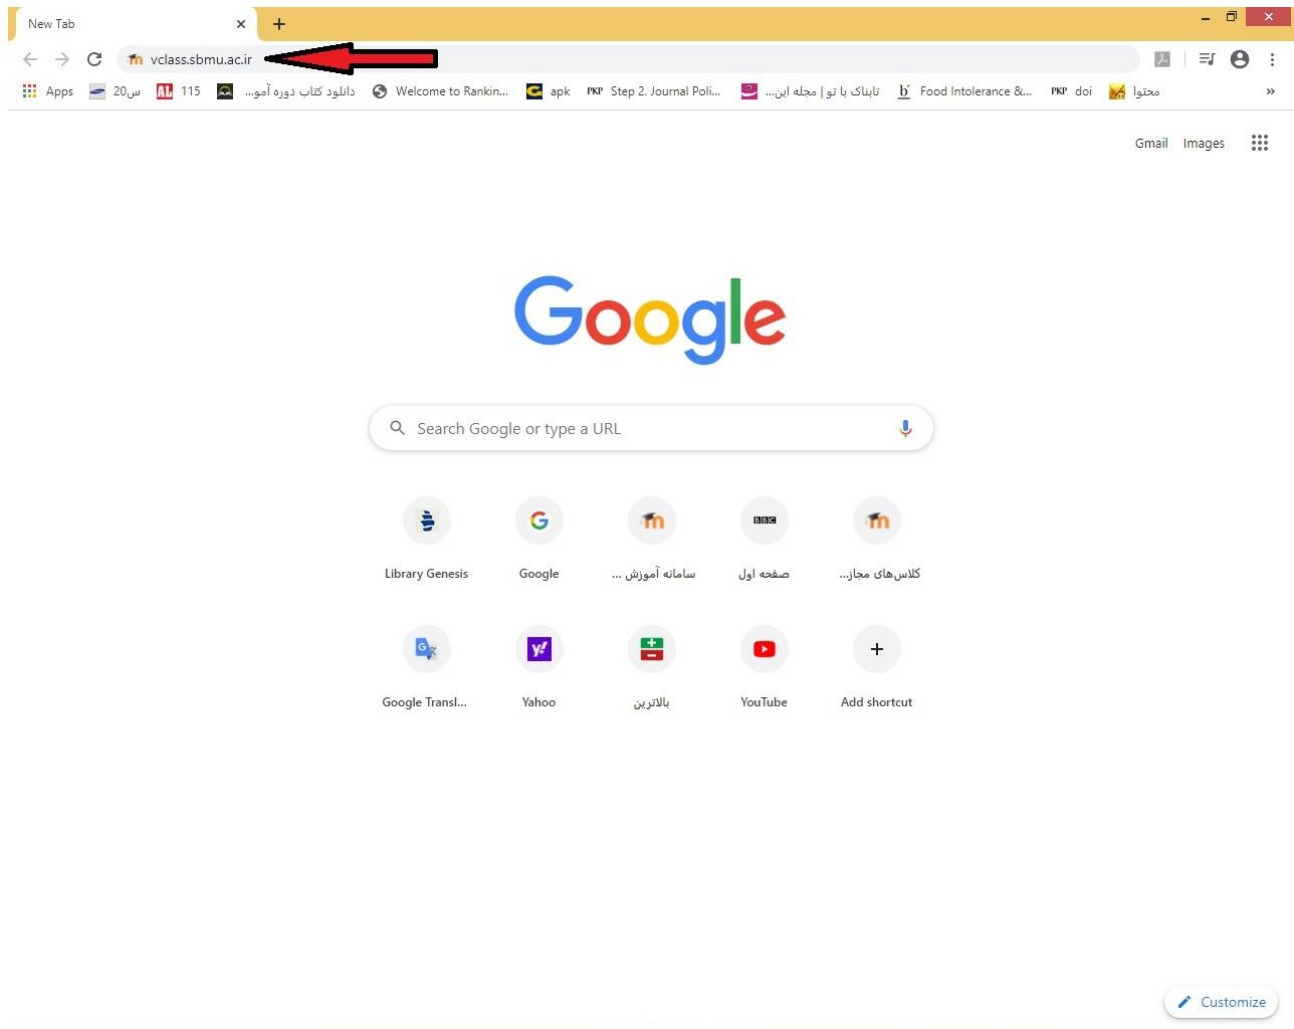 New Tab
vclass.sbmu.ac.ir
Apps س20 115 دانلود کتاب دوره آمو... Welcome to Rankin... apk PKP Step 2. Journal Poli... تابناک با تو | مجله این... b Food Intolerance &... PKP doi محتوا »
Gmail Images
Google
Search Google or type a URL
Library Genesis Google سامانه آموزش ... صفحه اول کلاس‌های مجاز...
Google Transl... Yahoo بالاترین YouTube Add shortcut
Customize